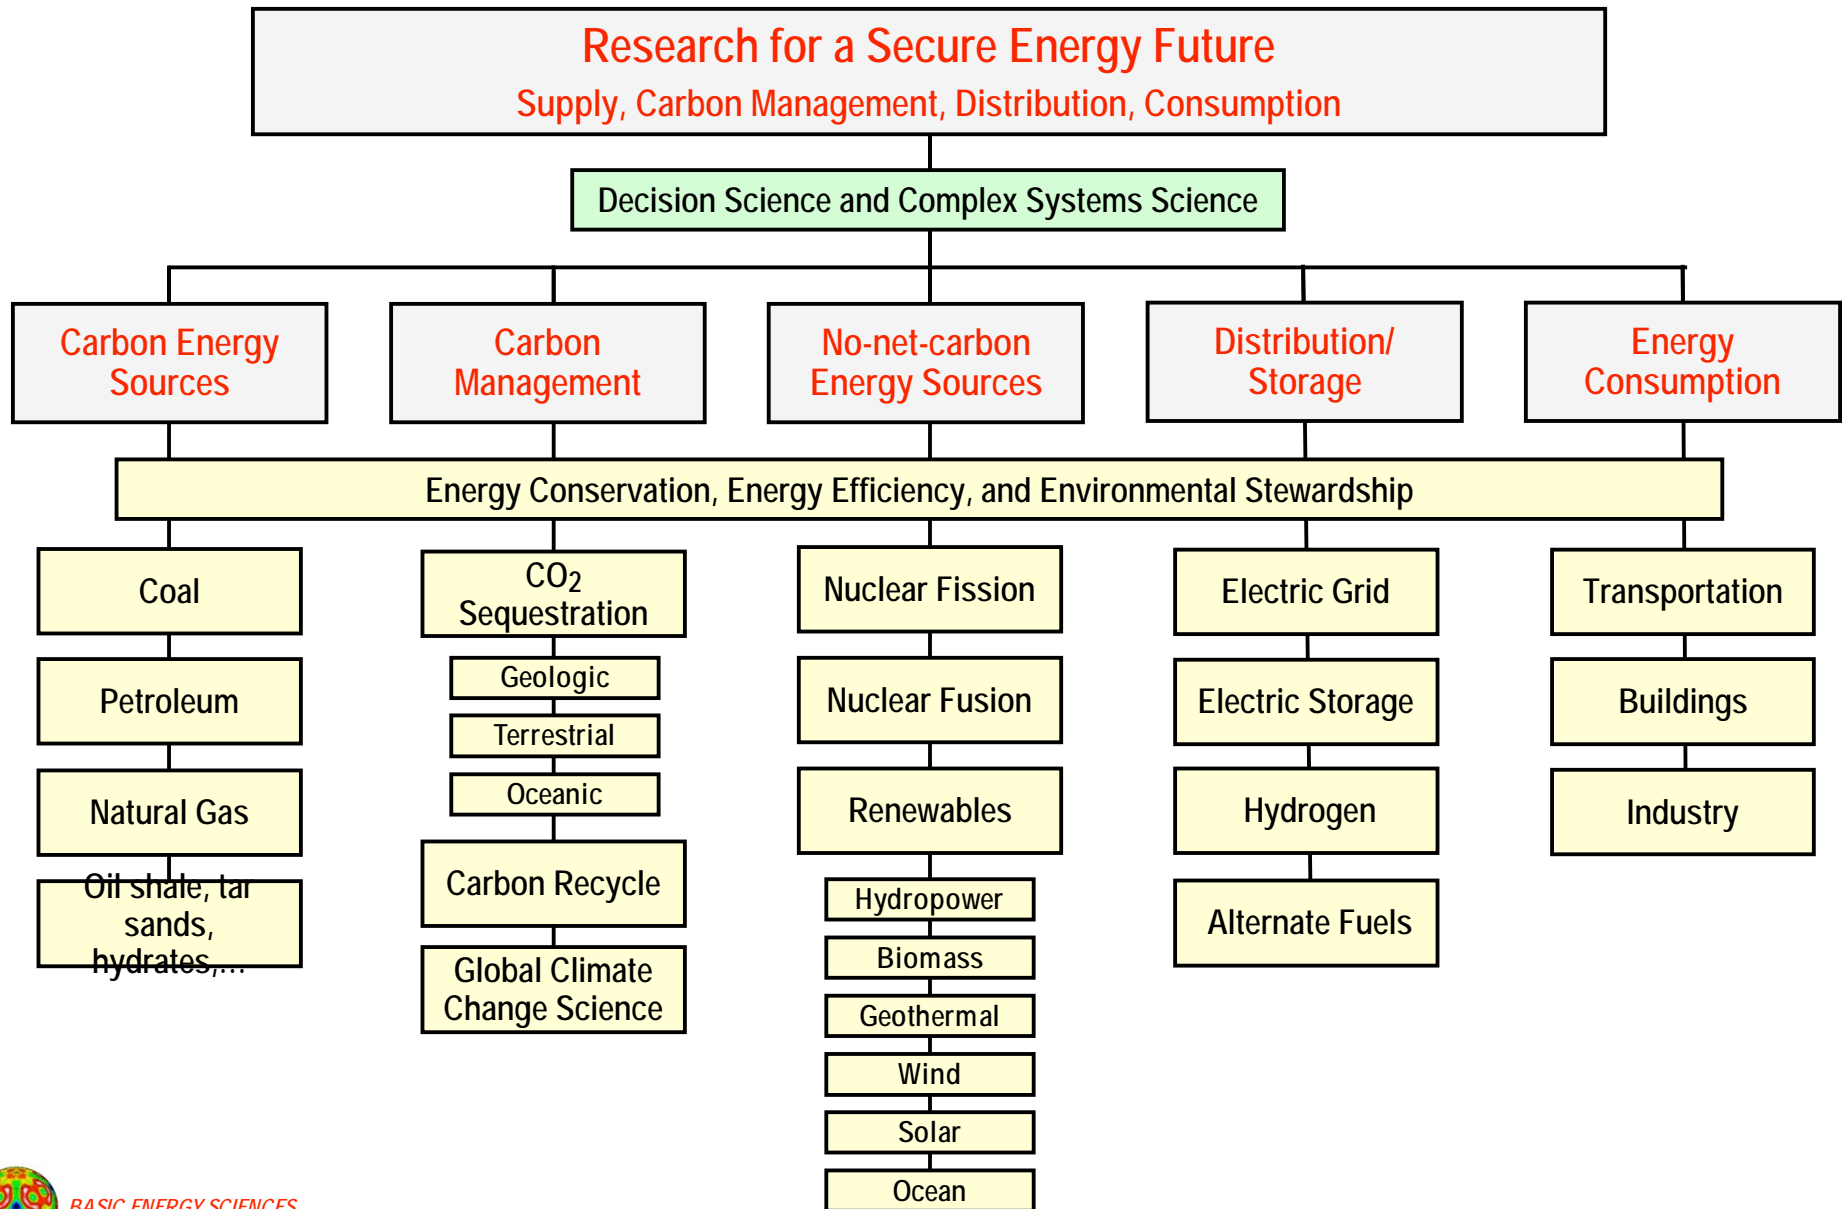 Research for a Secure Energy Future
Supply, Carbon Management, Distribution, Consumption
Decision Science and Complex Systems Science
Carbon Energy
Sources
Carbon
Management
No-net-carbon
Energy Sources
Distribution/
Storage
Energy
Consumption
Energy Conservation, Energy Efficiency, and Environmental Stewardship
Coal
Petroleum
Natural Gas
Oil shale, tar
sands,
hydrates,...
CO2
Sequestration
Geologic
Terrestrial
Oceanic
Carbon Recycle
Global Climate
Change Science
Nuclear Fission
Nuclear Fusion
Renewables
Hydropower
Biomass
Geothermal
Wind
Solar
Ocean
Electric Grid
Electric Storage
Hydrogen
Alternate Fuels
Transportation
Buildings
Industry
BASIC ENERGY SCIENCES